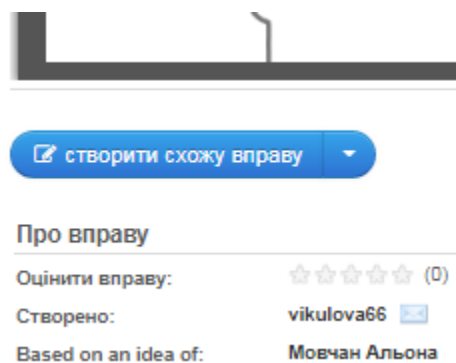 створити схожу вправу
Про вправу
Оцінити вправу: (0)
Створено: vikulova66
Based on an idea of: Мовчан Альона